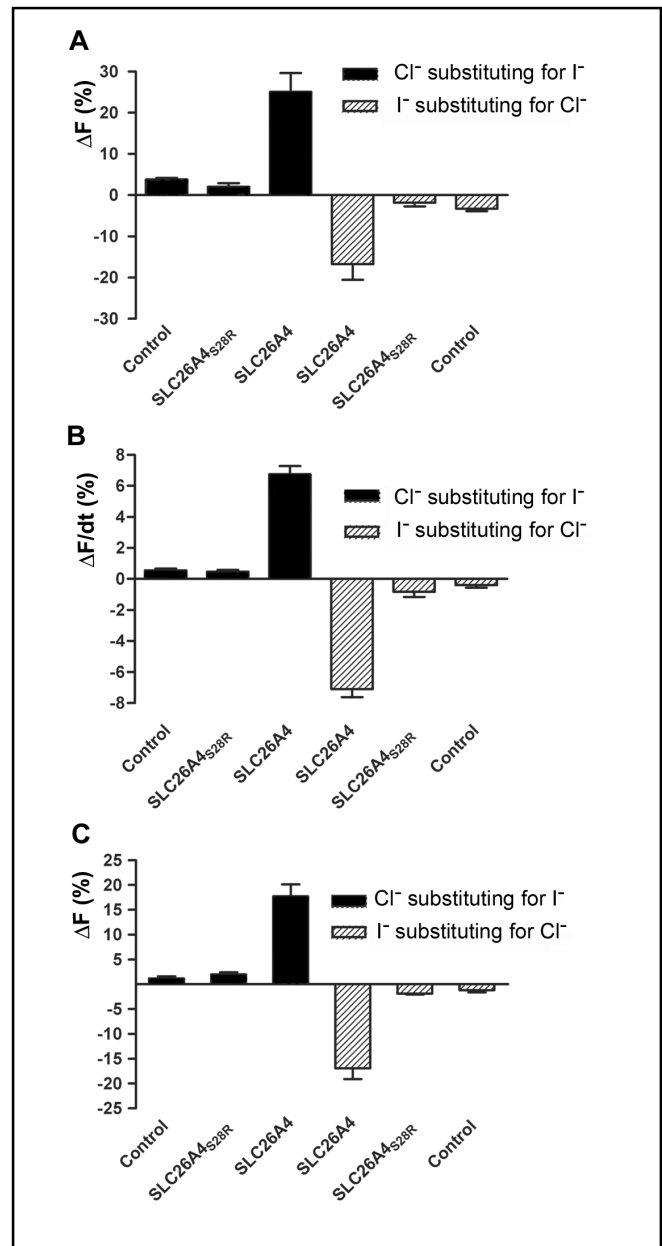 A
ΔF (%)
30
20
10
0
-10
-20
-30
Cl⁻ substituting for I⁻
I⁻ substituting for Cl⁻
Control
SLC26A4S28R
SLC26A4
SLC26A4
SLC26A4S28R
Control
B
ΔF/dt (%)
8
6
4
2
0
-2
-4
-6
-8
Cl⁻ substituting for I⁻
I⁻ substituting for Cl⁻
Control
SLC26A4S28R
SLC26A4
SLC26A4
SLC26A4S28R
Control
C
ΔF (%)
25
20
15
10
5
-5
-10
-15
-20
-25
Cl⁻ substituting for I⁻
I⁻ substituting for Cl⁻
Control
SLC26A4S28R
SLC26A4
SLC26A4
SLC26A4S28R
Control